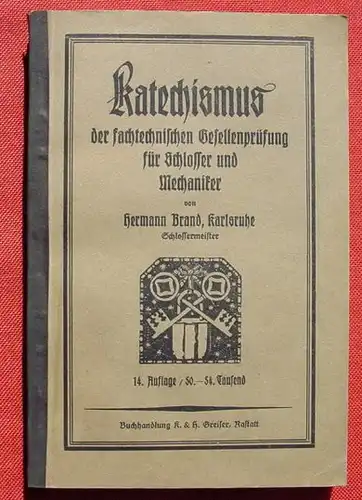 Katechismus
der fachtechnischen Gesellenprüfung
für Schlosser und
Mechaniker
von
Hermann Brand, Karlsruhe
Schlossermeister
14. Auflage / 50.–54. Tausend
Buchhandlung K. & H. Greiser, Rastatt